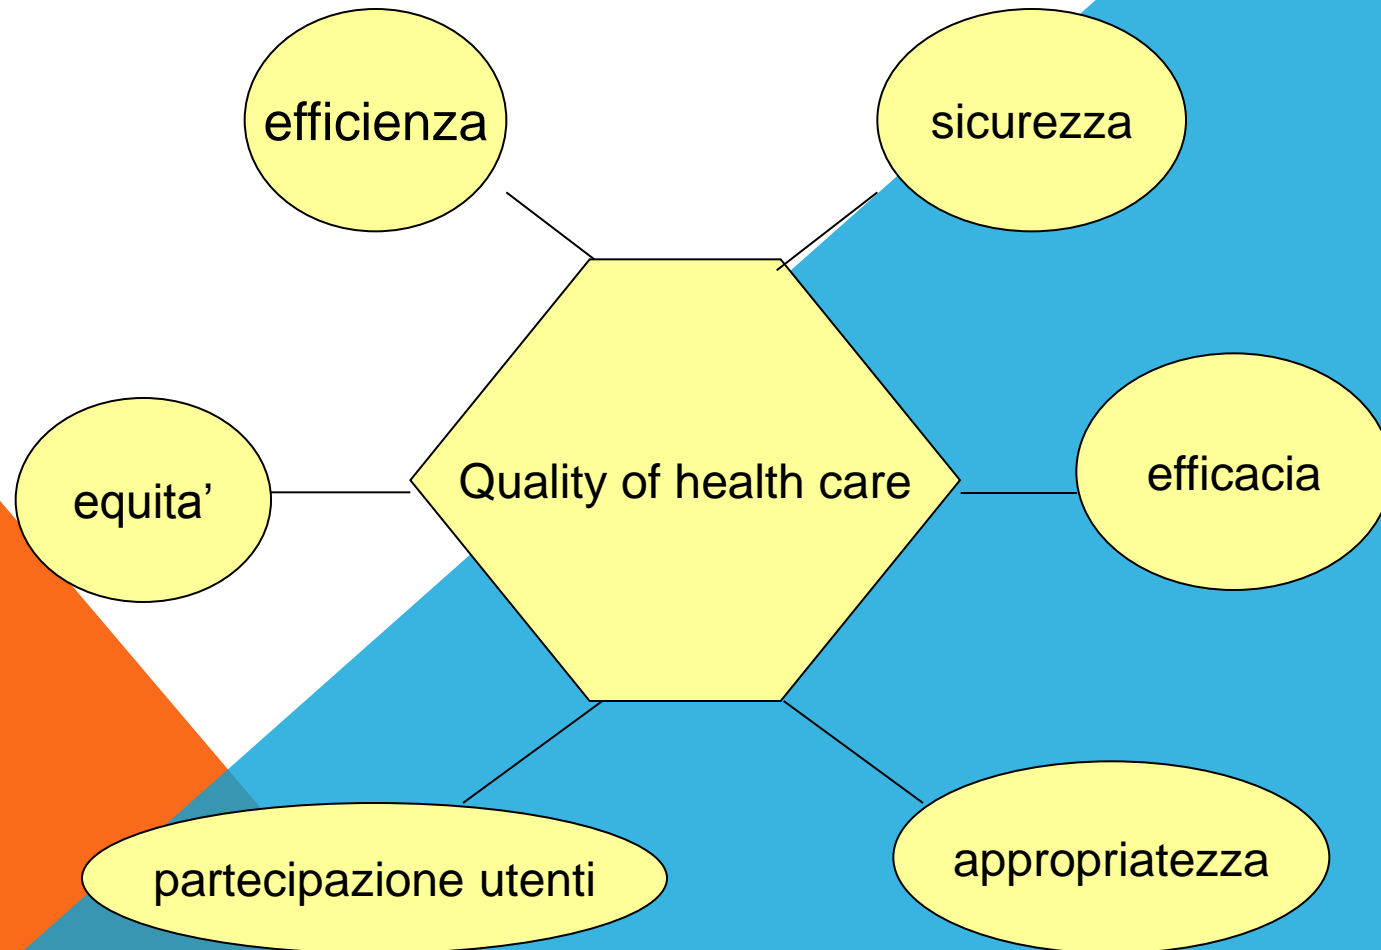 efficienza
sicurezza
equita’
Quality of health care
efficacia
partecipazione utenti
appropriatezza